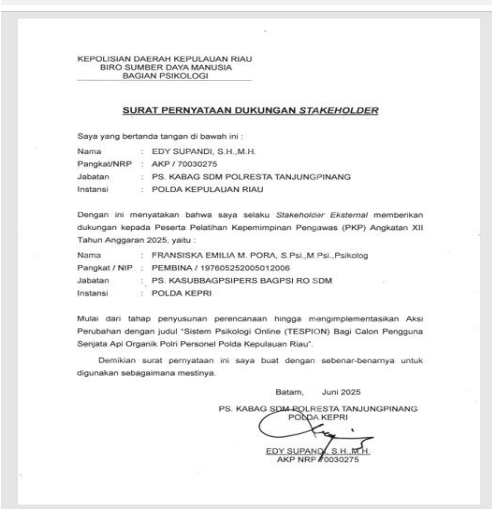 KEPOLISIAN DAERAH KEPULAUAN RIAU
BIRO SUMBER DAYA MANUSIA
BAGIAN PSIKOLOGI
SURAT PERNYATAAN DUKUNGAN STAKEHOLDER
Saya yang bertanda tangan di bawah ini :
Nama : EDY SUPANDI, S.H.,M.H.
Pangkat/NRP : AKP / 70030275
Jabatan : PS. KABAG SDM POLRESTA TANJUNGPINANG
Instansi : POLDA KEPULAUAN RIAU
Dengan ini menyatakan bahwa saya selaku Stakeholder Eksternal memberikan
dukungan kepada Peserta Pelatihan Kepemimpinan Pengawas (PKP) Angkatan XII
Tahun Anggaran 2025, yaitu :
Nama : FRANSISKA EMILIA M. PORA, S.Psi.,M.Psi.,Psikolog
Pangkat / NIP : PEMBINA / 197605252005012006
Jabatan : PS. KASUBBAGPSIPERS BAGPSI RO SDM
Instansi : POLDA KEPRI
Mulai dari tahap penyusunan perencanaan hingga mengimplementasikan Aksi
Perubahan dengan judul "Sistem Psikologi Online (TESPION) Bagi Calon Pengguna
Senjata Api Organik Polri Personel Polda Kepulauan Riau".
Demikian surat pernyataan ini saya buat dengan sebenar-benarnya untuk
digunakan sebagaimana mestinya.
Batam, Juni 2025
PS. KABAG SDM POLRESTA TANJUNGPINANG
POLDA KEPRI
EDY SUPANDI, S.H.,M.H.
AKP NRP 70030275